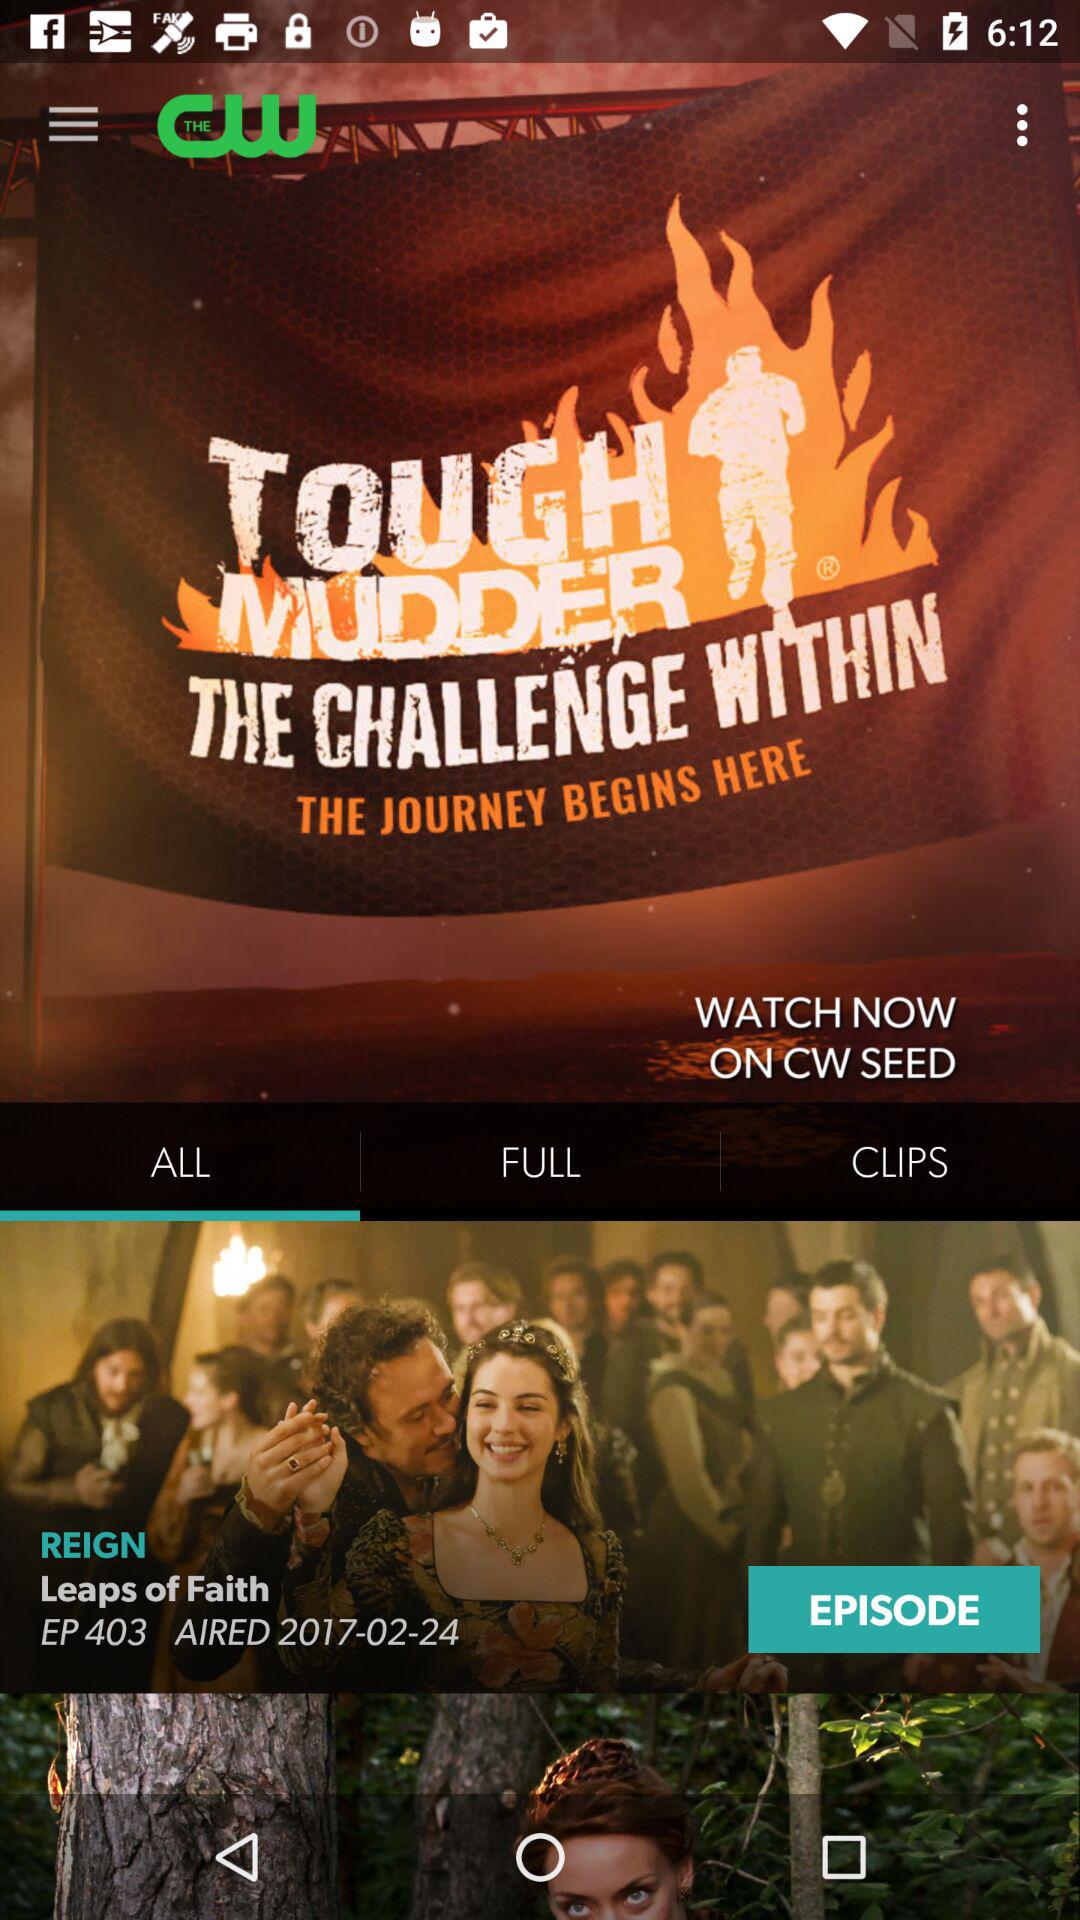 FAKE
6:12
THE CW
TOUGH
MUDDER
®
THE CHALLENGE WITHIN
THE JOURNEY BEGINS HERE
WATCH NOW
ON CW SEED
ALL
FULL
CLIPS
REIGN
Leaps of Faith
EP 403 AIRED 2017-02-24
EPISODE